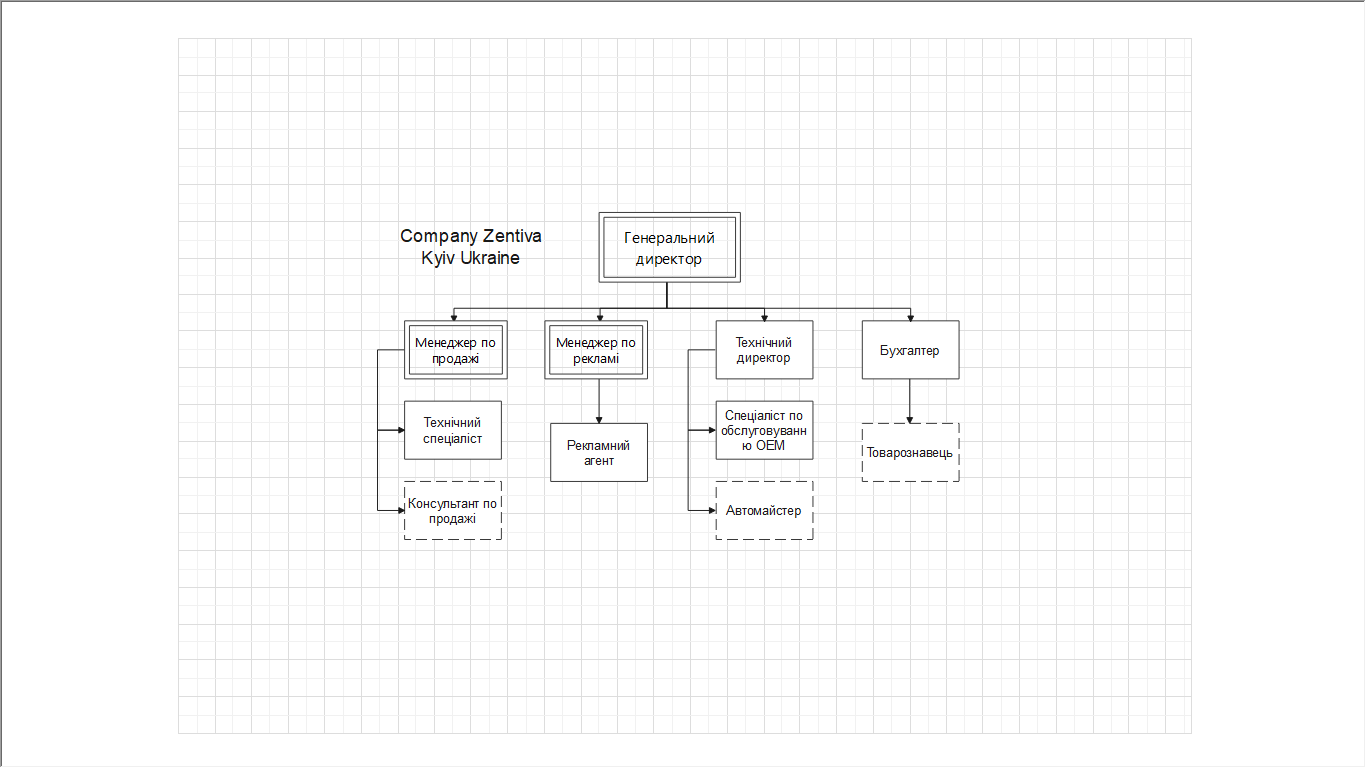 Company Zentiva
Kyiv Ukraine
Генеральний
директор
Менеджер по
продажі
Менеджер по
рекламі
Технічний
директор
Бухгалтер
Технічний
спеціаліст
Рекламний
агент
Спеціаліст по
обслуговуванн
ю ОЕМ
Товарознавець
Консультант по
продажі
Автомайстер